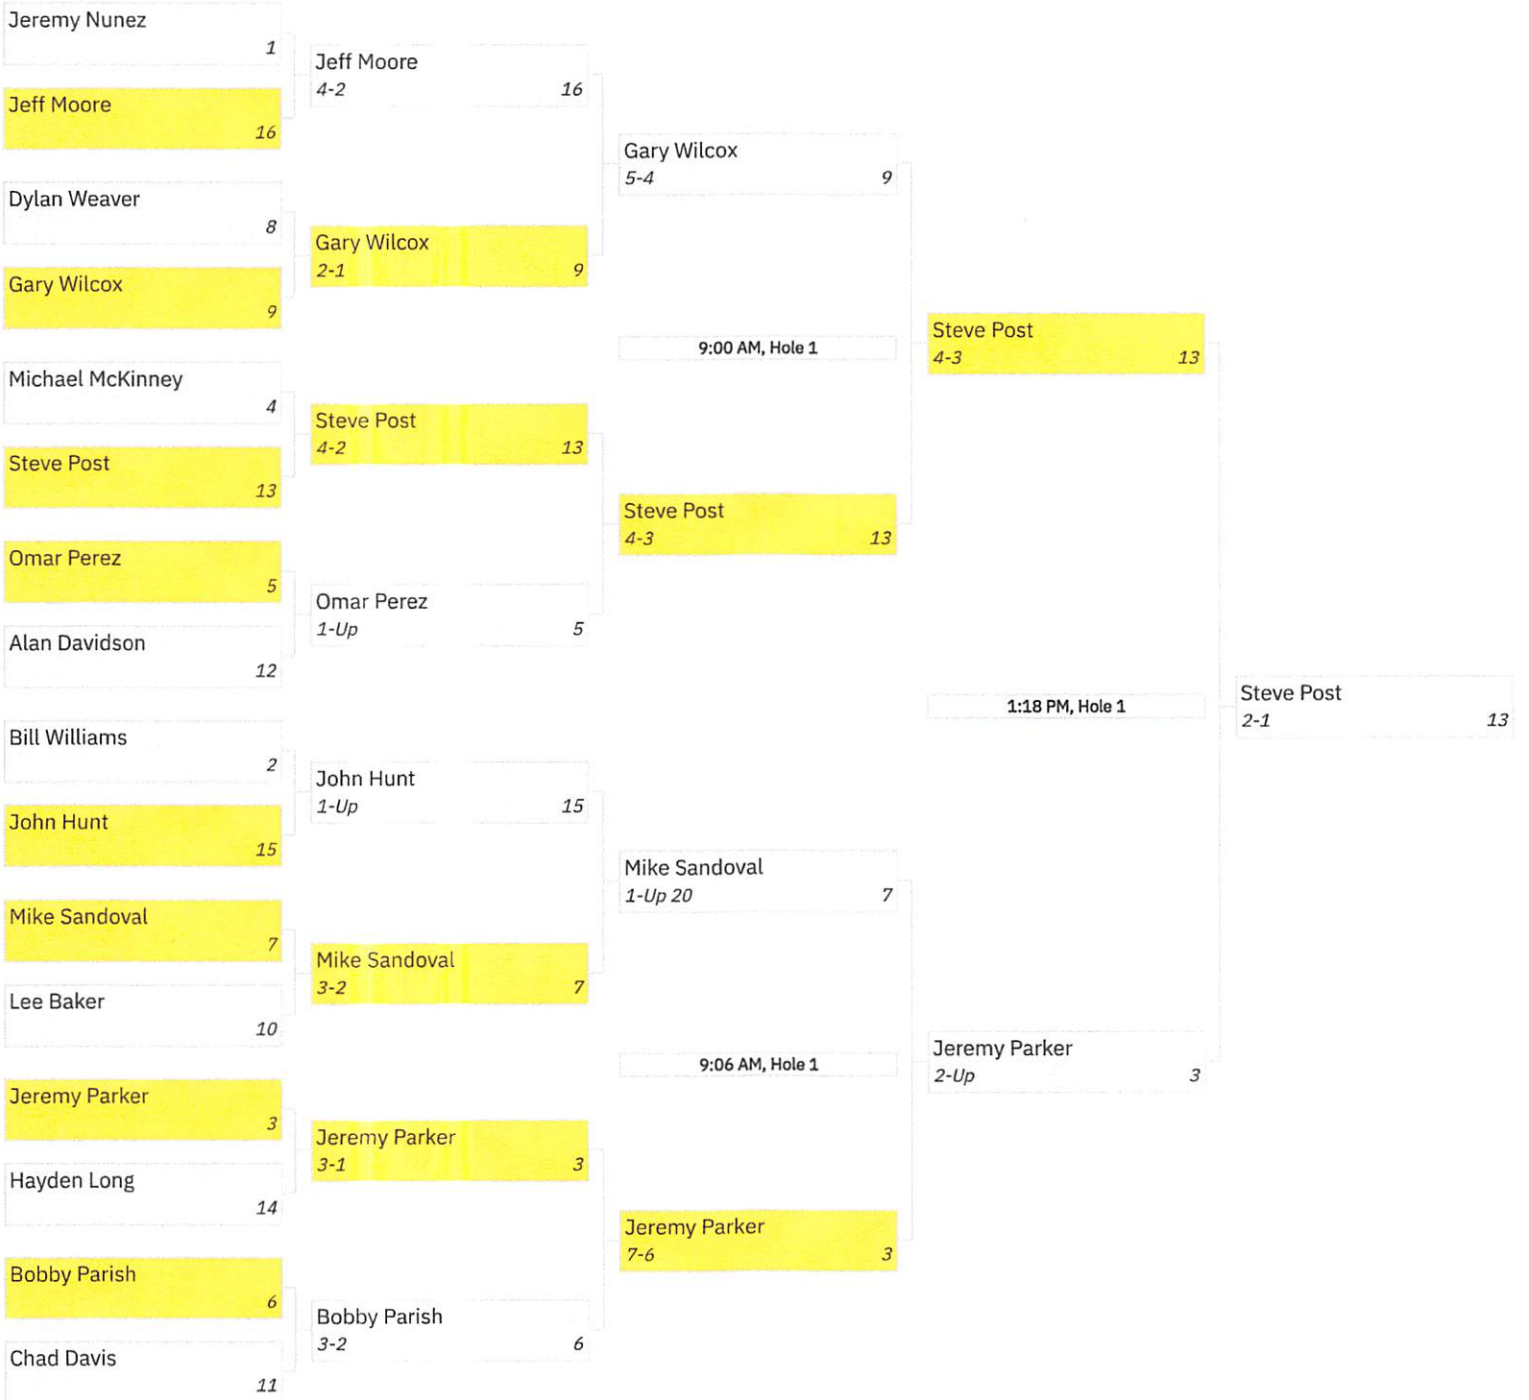 Jeremy Nunez
1
Jeff Moore
16
Dylan Weaver
8
Gary Wilcox
9
Michael McKinney
4
Steve Post
13
Omar Perez
5
Alan Davidson
12
Bill Williams
2
John Hunt
15
Mike Sandoval
7
Lee Baker
10
Jeremy Parker
3
Hayden Long
14
Bobby Parish
6
Chad Davis
11
Jeff Moore
4-2 16
Gary Wilcox
2-1 9
Steve Post
4-2 13
Omar Perez
1-Up 5
John Hunt
1-Up 15
Mike Sandoval
3-2 7
Jeremy Parker
3-1 3
Bobby Parish
3-2 6
Gary Wilcox
5-4 9
9:00 AM, Hole 1
Steve Post
4-3 13
Mike Sandoval
1-Up 20 7
9:06 AM, Hole 1
Jeremy Parker
7-6 3
Steve Post
4-3 13
1:18 PM, Hole 1
Jeremy Parker
2-Up 3
Steve Post
2-1 13